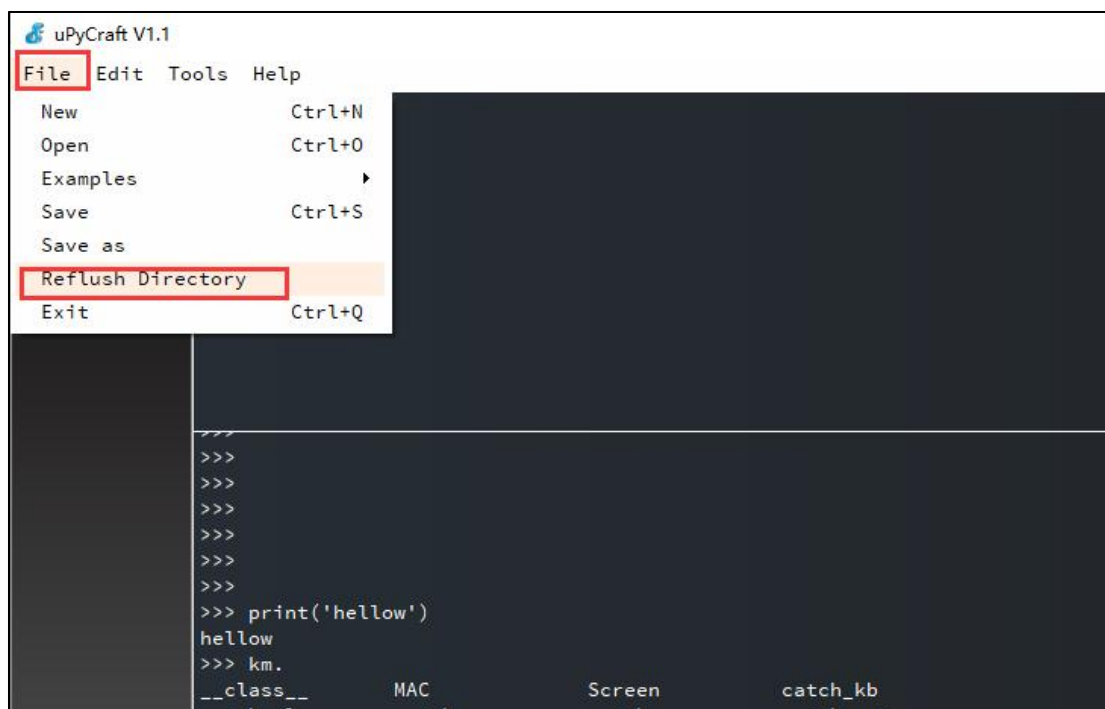 uPyCraft V1.1
File Edit Tools Help
New Ctrl+N
Open Ctrl+O
Examples
Save Ctrl+S
Save as
Reflush Directory
Exit Ctrl+Q
>>>
>>>
>>>
>>>
>>>
>>>
>>>
>>> print('hellow')
hellow
>>> km.
__class__ MAC Screen catch_kb